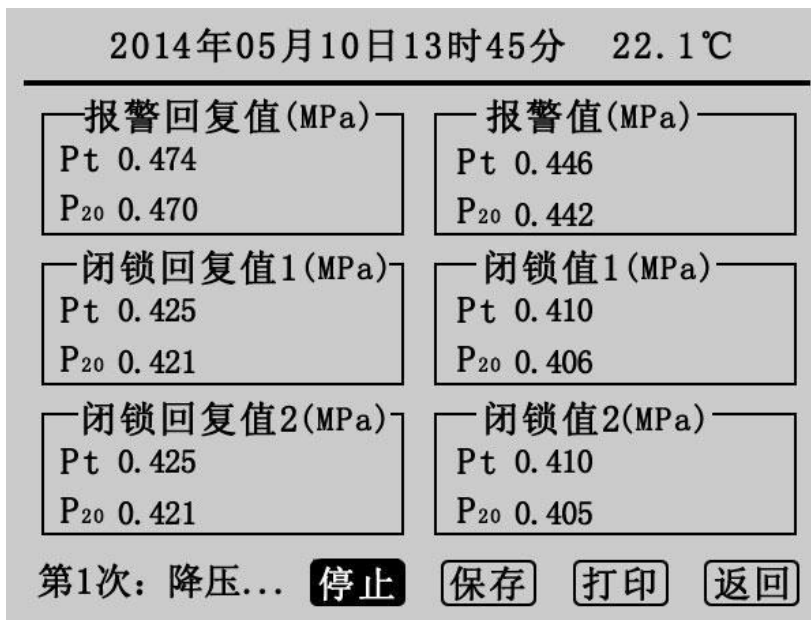 2014年05月10日13时45分 22.1℃
报警回复值(MPa)
Pt 0.474
P₂₀ 0.470
报警值(MPa)
Pt 0.446
P₂₀ 0.442
闭锁回复值1(MPa)
Pt 0.425
P₂₀ 0.421
闭锁值1(MPa)
Pt 0.410
P₂₀ 0.406
闭锁回复值2(MPa)
Pt 0.425
P₂₀ 0.421
闭锁值2(MPa)
Pt 0.410
P₂₀ 0.405
第1次：降压... 停止 保存 打印 返回